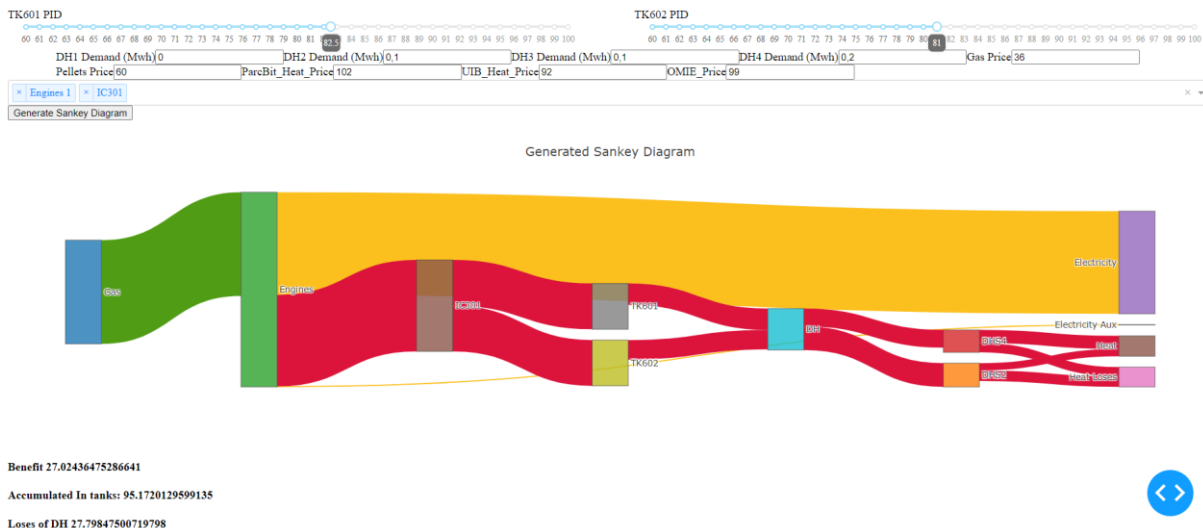 TK601 PID
TK602 PID
60 61 62 63 64 65 66 67 68 69 70 71 72 73 74 75 76 77 78 79 80 81 82.5 83 84 85 86 87 88 89 90 91 92 93 94 95 96 97 98 99 100
60 61 62 63 64 65 66 67 68 69 70 71 72 73 74 75 76 77 78 79 80 81 82 83 84 85 86 87 88 89 90 91 92 93 94 95 96 97 98 99 100
DH1 Demand (Mwh) 0 DH2 Demand (Mwh) 0,1 DH3 Demand (Mwh) 0,1 DH4 Demand (Mwh) 0,2 Gas Price 36
Pellets Price 60 ParcBit_Heat_Price 102 UIB_Heat_Price 92 OMIE_Price 99
× Engines 1 × IC301 ×
Generate Sankey Diagram
Generated Sankey Diagram
Gas
Engines
IC301
TK601
TK602
DH
DHS4
DHS2
Electricity
Electricity Aux
Heat
Heat Loses
Benefit 27.02436475286641
Accumulated In tanks: 95.1720129599135
Loses of DH 27.79847500719798